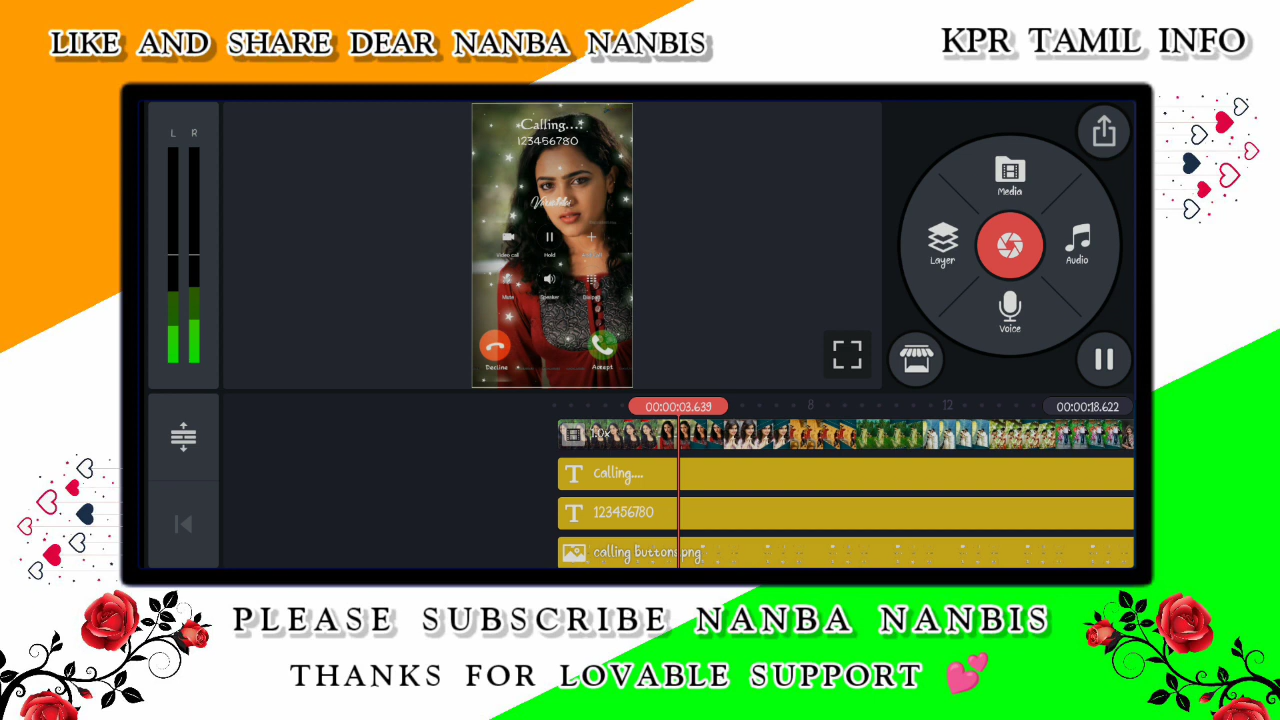 LIKE AND SHARE DEAR NANBA NANBIS
KPR TAMIL INFO
L R
Calling....
123456780
Video call
Hold
Mute
Speaker
Decline
Accept
Media
Layer
Audio
Voice
00:00:03.639
8
12
00:00:18.622
1.0x
Calling....
123456780
calling buttons.png
PLEASE SUBSCRIBE NANBA NANBIS
THANKS FOR LOVABLE SUPPORT 💕